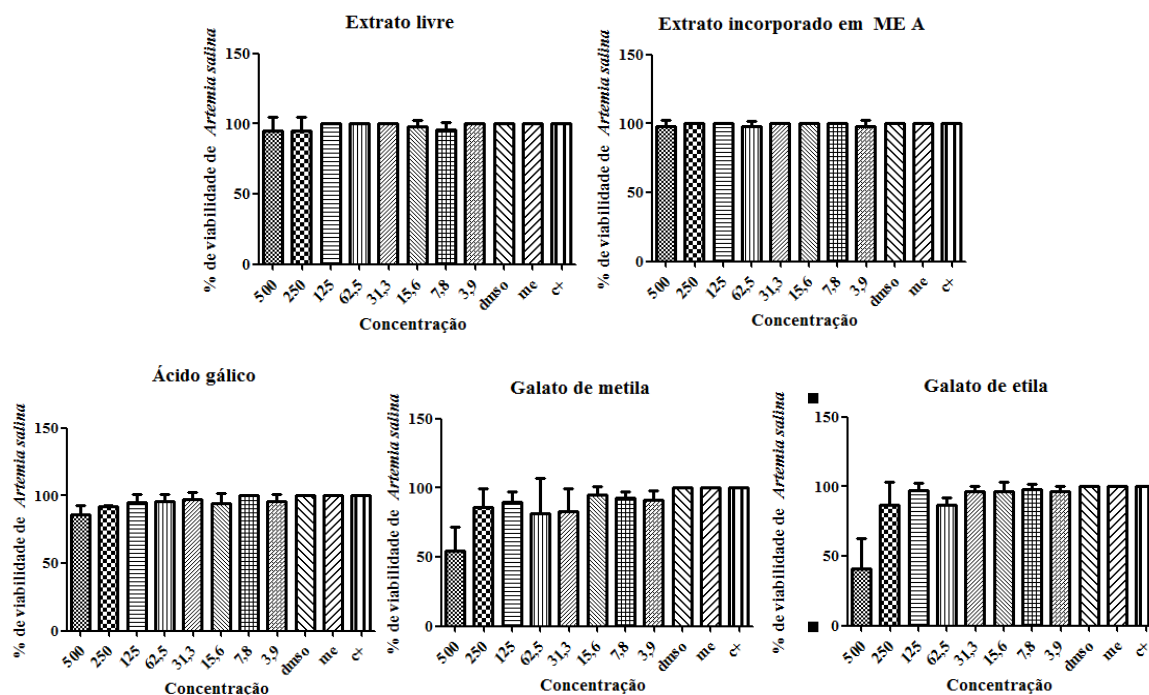 Extrato livre
% de viabilidade de Artemia salina
150
100
50
0
500 250 125 62,5 31,3 15,6 7,8 3,9 dmso me c+
Concentração
Extrato incorporado em ME A
% de viabilidade de Artemia salina
150
100
50
0
500 250 125 62,5 31,3 15,6 7,8 3,9 dmso me c+
Concentração
Ácido gálico
% de viabilidade de Artemia salina
150
100
50
0
500 250 125 62,5 31,3 15,6 7,8 3,9 dmso me c+
Concentração
Galato de metila
% de viabilidade de Artemia salina
150
100
50
0
500 250 125 62,5 31,3 15,6 7,8 3,9 dmso me c+
Concentração
Galato de etila
% de viabilidade de Artemia salina
150
100
50
0
500 250 125 62,5 31,3 15,6 7,8 3,9 dmso me c+
Concentração